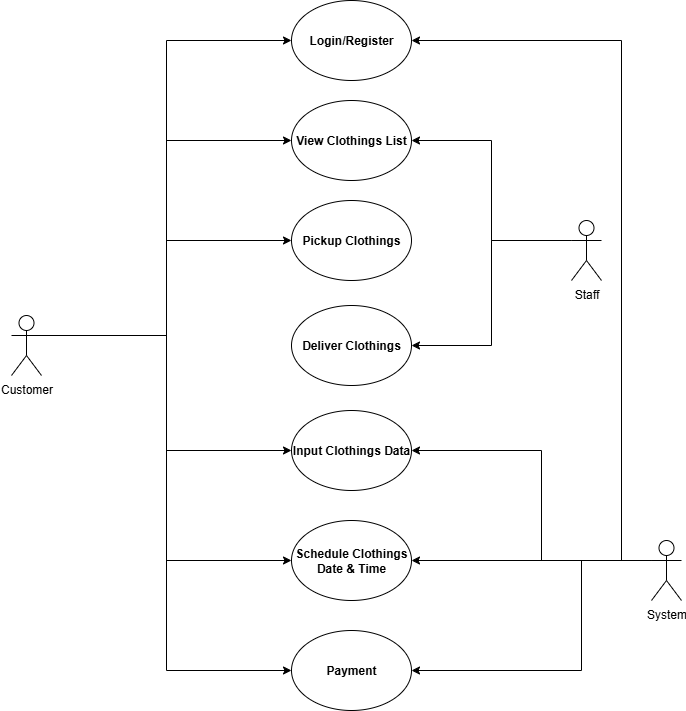 Login/Register
View Clothings List
Pickup Clothings
Staff
Deliver Clothings
Customer
Input Clothings Data
Schedule Clothings
Date & Time
System
Payment